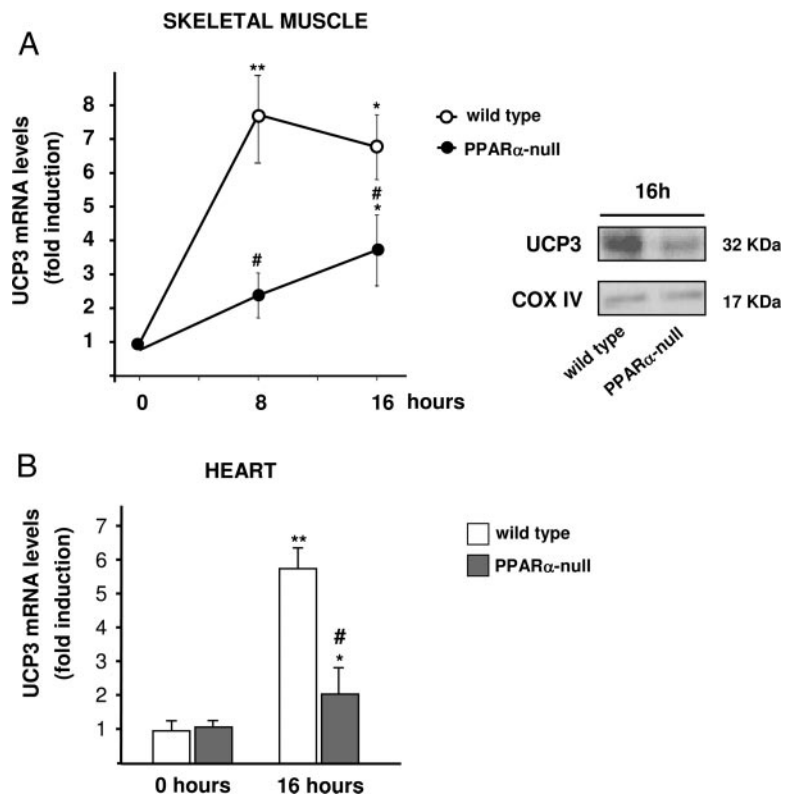 SKELETAL MUSCLE
A
UCP3 mRNA levels
(fold induction)
8
7
6
5
4
3
2
1
**
*
#
*
#
0
8
16
hours
wild type
PPARα-null
16h
UCP3
32 KDa
COX IV
17 KDa
wild type
PPARα-null
B
HEART
UCP3 mRNA levels
(fold induction)
7
6
5
4
3
2
1
**
#
*
0 hours
16 hours
wild type
PPARα-null